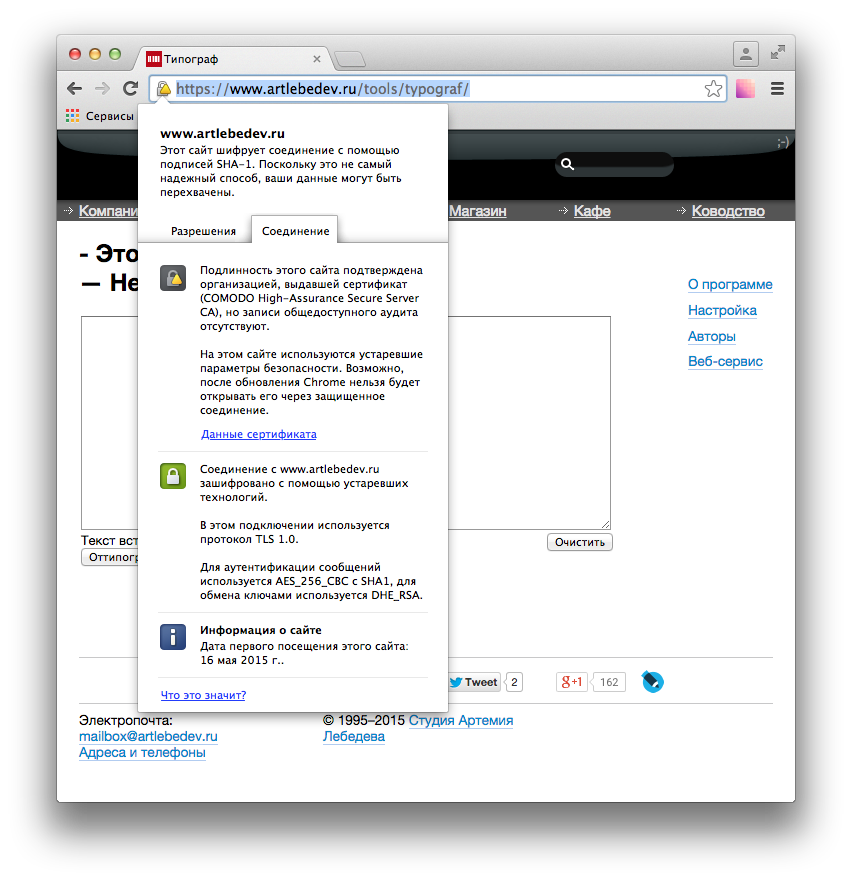 Типограф
https://www.artlebedev.ru/tools/typograf/
Сервисы
www.artlebedev.ru
Этот сайт шифрует соединение с помощью
подписей SHA-1. Поскольку это не самый
надежный способ, ваши данные могут быть
перехвачены.
;-)
Компани
Магазин
Кафе
Ководство
Разрешения
Соединение
- Это
— Не
Подлинность этого сайта подтверждена
организацией, выдавшей сертификат
(COMODO High-Assurance Secure Server
CA), но записи общедоступного аудита
отсутствуют.
На этом сайте используются устаревшие
параметры безопасности. Возможно,
после обновления Chrome нельзя будет
открывать его через защищенное
соединение.
Данные сертификата
О программе
Настройка
Авторы
Веб-сервис
Соединение с www.artlebedev.ru
зашифровано с помощью устаревших
технологий.
В этом подключении используется
протокол TLS 1.0.
Для аутентификации сообщений
используется AES_256_CBC с SHA1, для
обмена ключами используется DHE_RSA.
Текст вст
Очистить
Оттипогр
Информация о сайте
Дата первого посещения этого сайта:
16 мая 2015 г..
Что это значит?
Tweet 2
g+1 162
Электропочта:
mailbox@artlebedev.ru
Адреса и телефоны
© 1995–2015 Студия Артемия
Лебедева